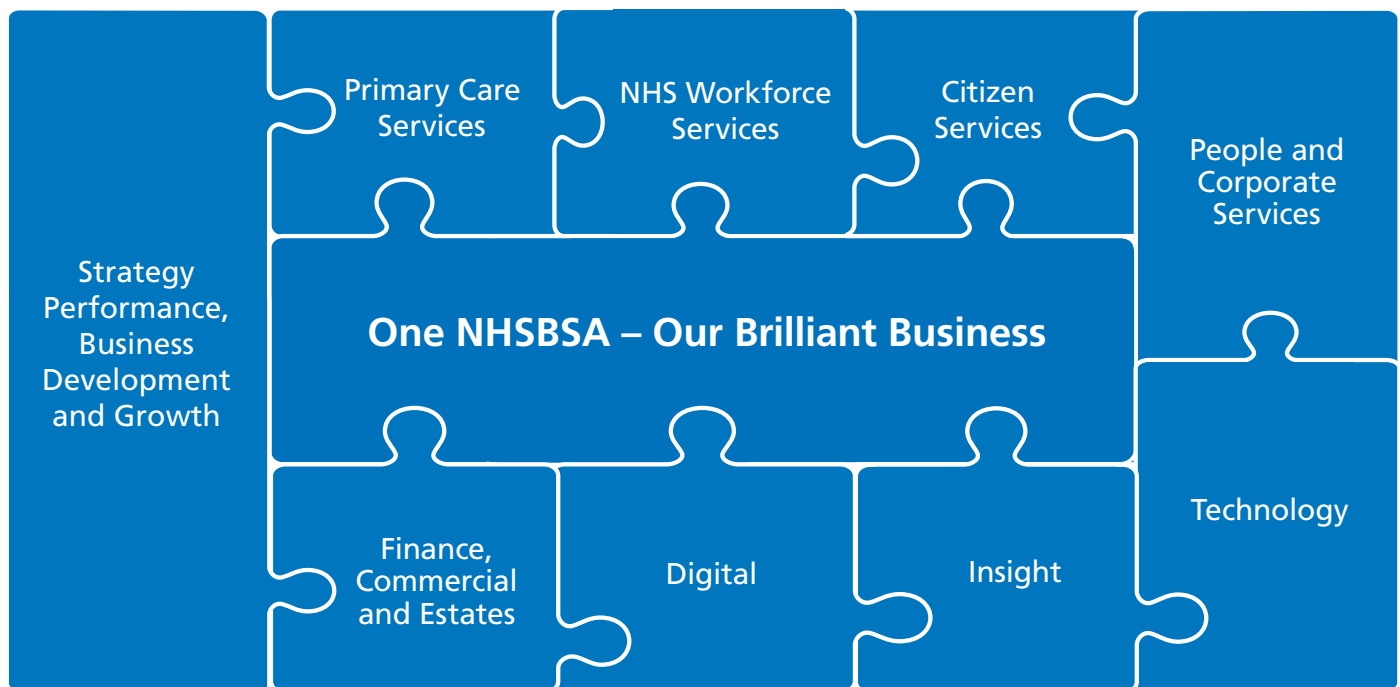 Strategy
Performance,
Business
Development
and Growth
Primary Care
Services
NHS Workforce
Services
Citizen
Services
People and
Corporate
Services
One NHSBSA – Our Brilliant Business
Finance,
Commercial
and Estates
Digital
Insight
Technology